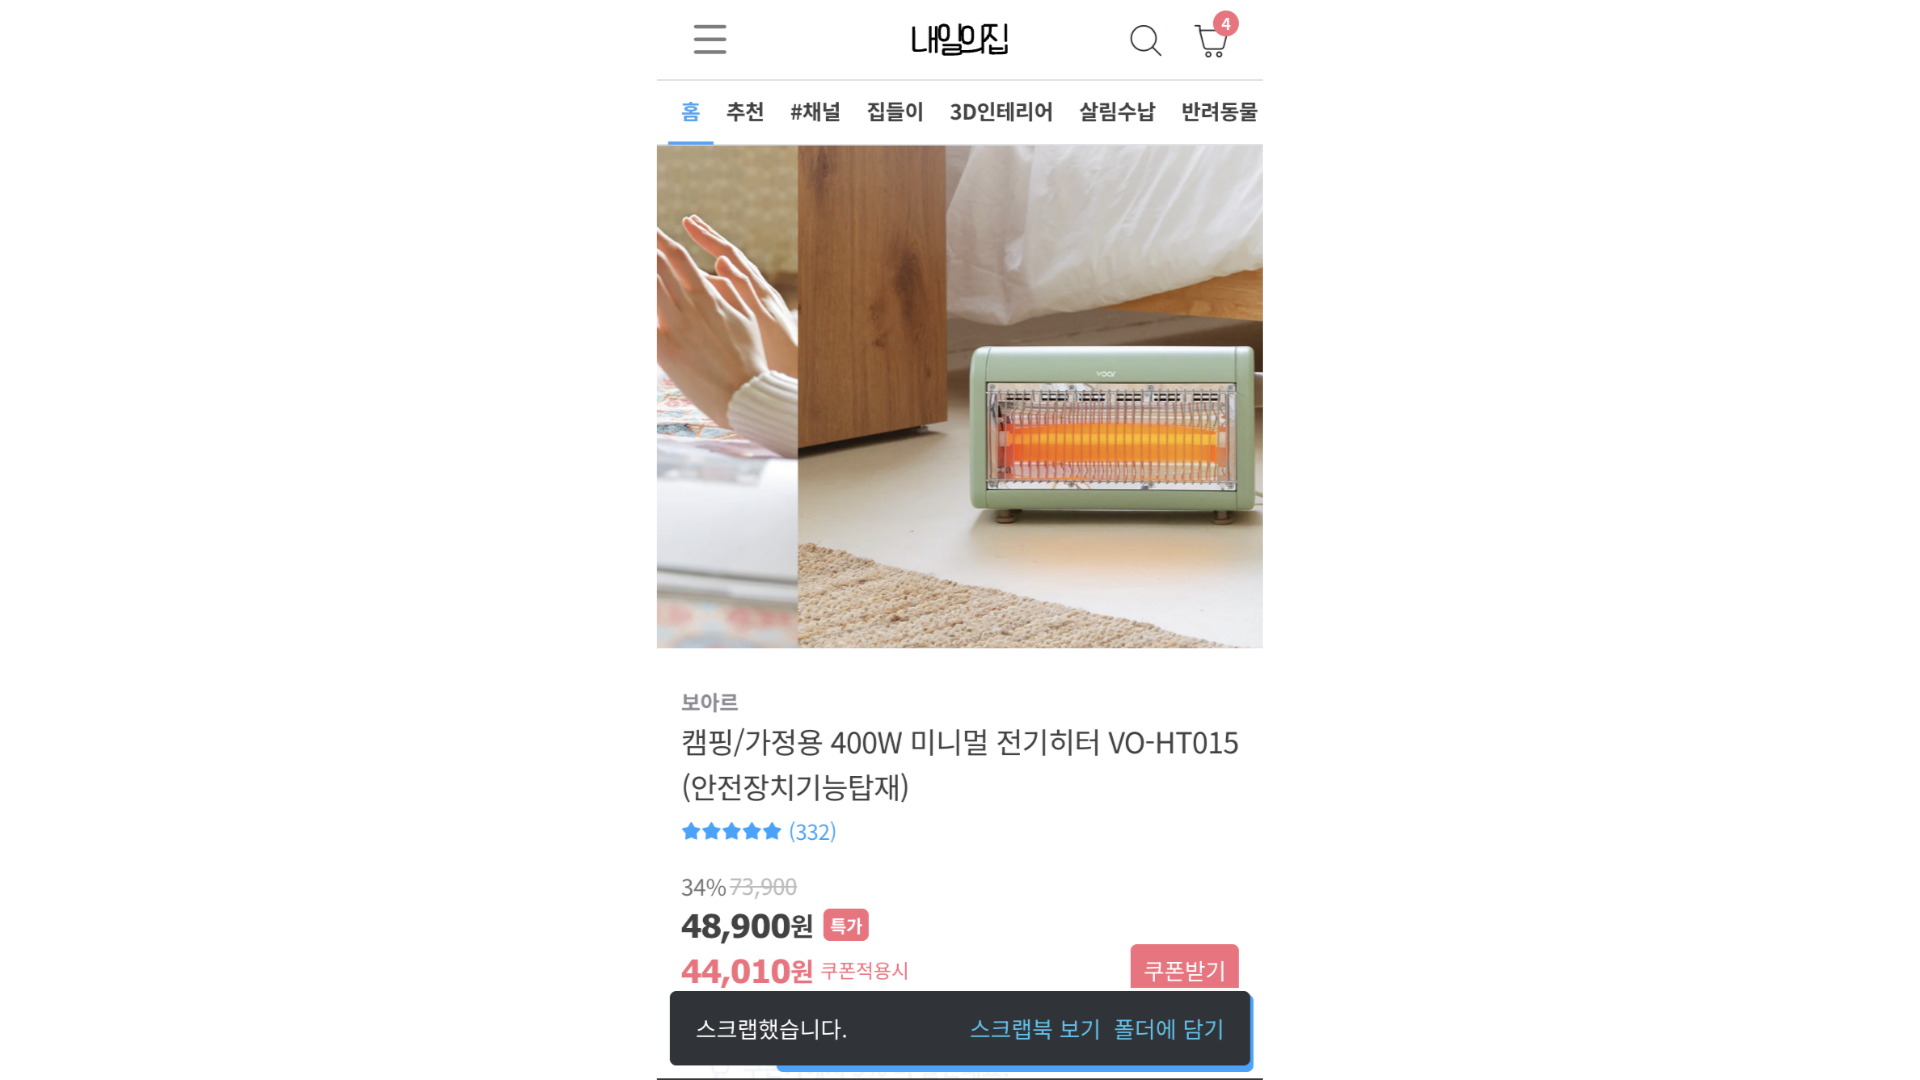 내일의집
4
홈 추천 #채널 집들이 3D인테리어 살림수납 반려동물
voar
보아르
캠핑/가정용 400W 미니멀 전기히터 VO-HT015
(안전장치기능탑재)
(332)
34% 73,900
48,900원 특가
44,010원 쿠폰적용시
쿠폰받기
스크랩했습니다. 스크랩북 보기 폴더에 담기